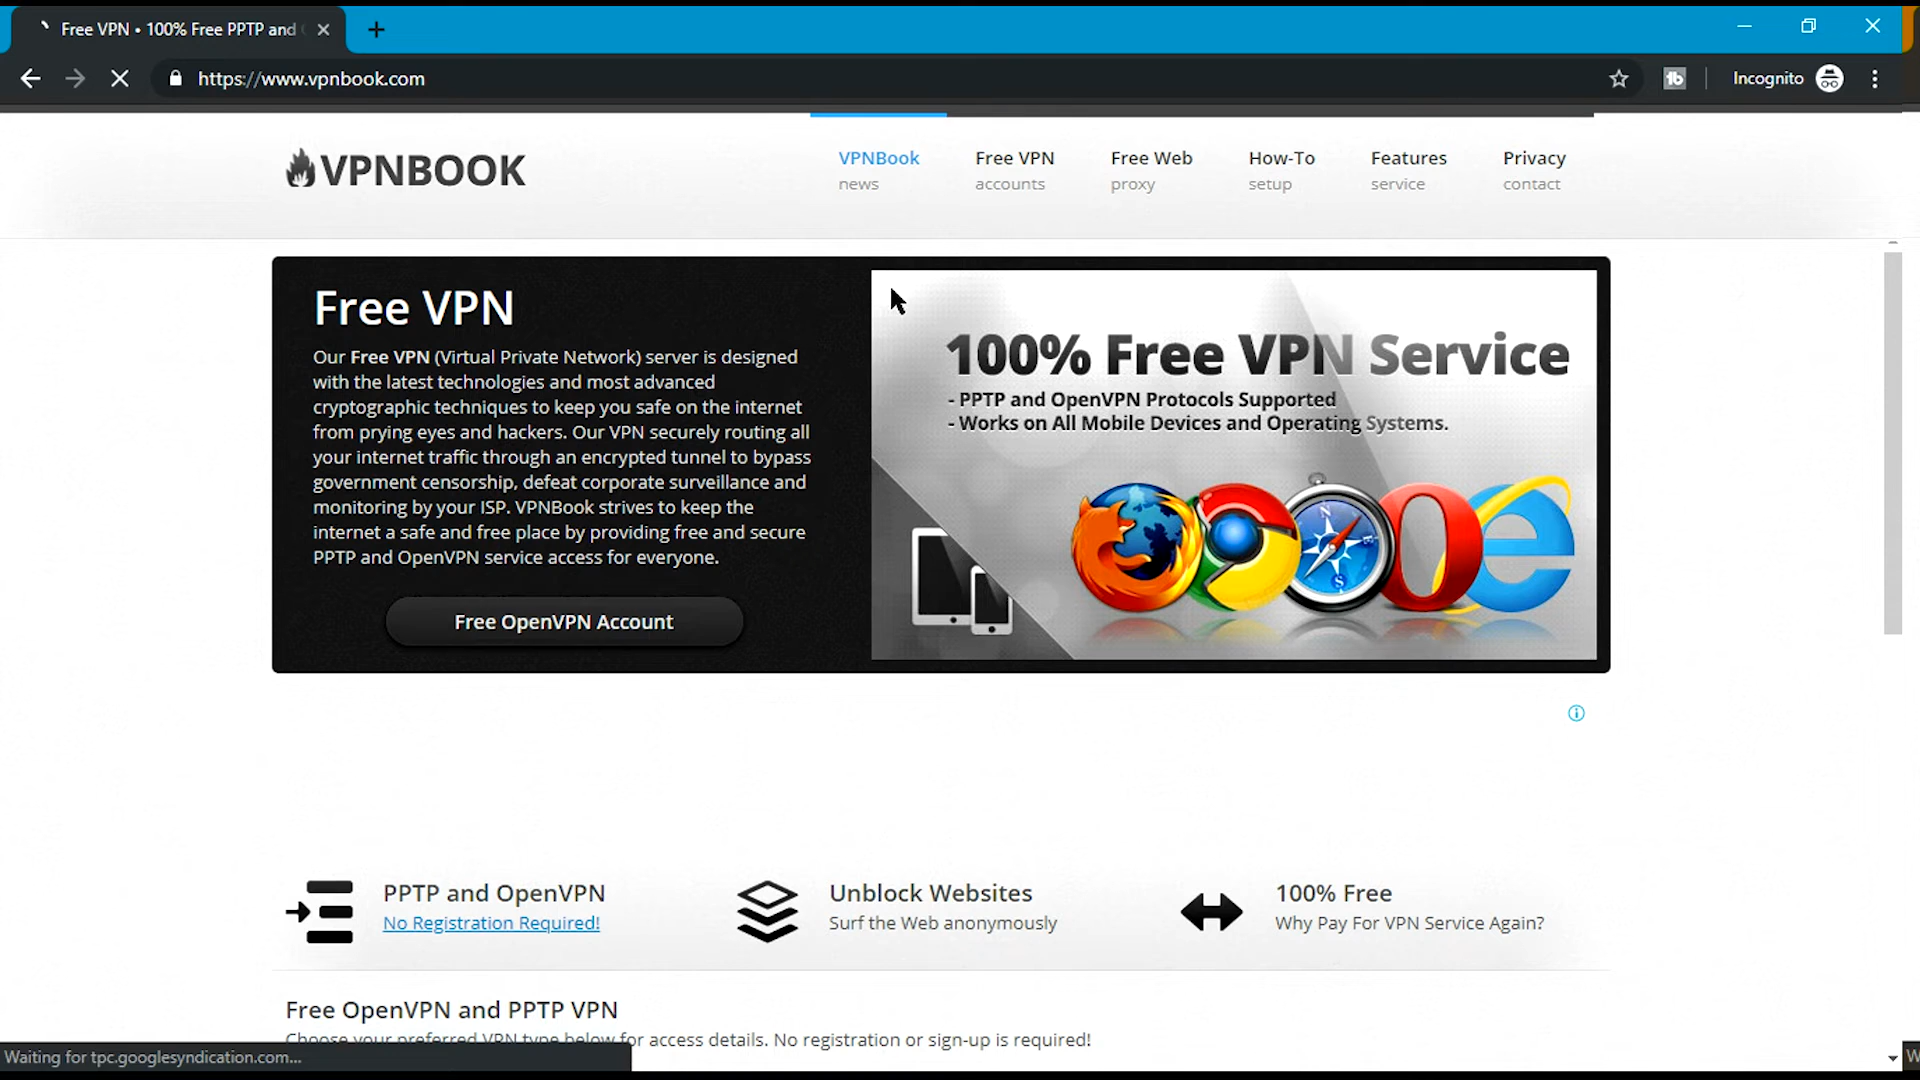 Free VPN • 100% Free PPTP and
https://www.vpnbook.com
Incognito
VPNBOOK
VPNBook
news
Free VPN
accounts
Free Web
proxy
How-To
setup
Features
service
Privacy
contact
Free VPN
Our Free VPN (Virtual Private Network) server is designed
with the latest technologies and most advanced
cryptographic techniques to keep you safe on the internet
from prying eyes and hackers. Our VPN securely routing all
your internet traffic through an encrypted tunnel to bypass
government censorship, defeat corporate surveillance and
monitoring by your ISP. VPNBook strives to keep the
internet a safe and free place by providing free and secure
PPTP and OpenVPN service access for everyone.
Free OpenVPN Account
100% Free VPN Service
- PPTP and OpenVPN Protocols Supported
- Works on All Mobile Devices and Operating Systems.
PPTP and OpenVPN
No Registration Required!
Unblock Websites
Surf the Web anonymously
100% Free
Why Pay For VPN Service Again?
Free OpenVPN and PPTP VPN
Choose your preferred VPN type below for access details. No registration or sign-up is required!
Waiting for tpc.googlesyndication.com...
W